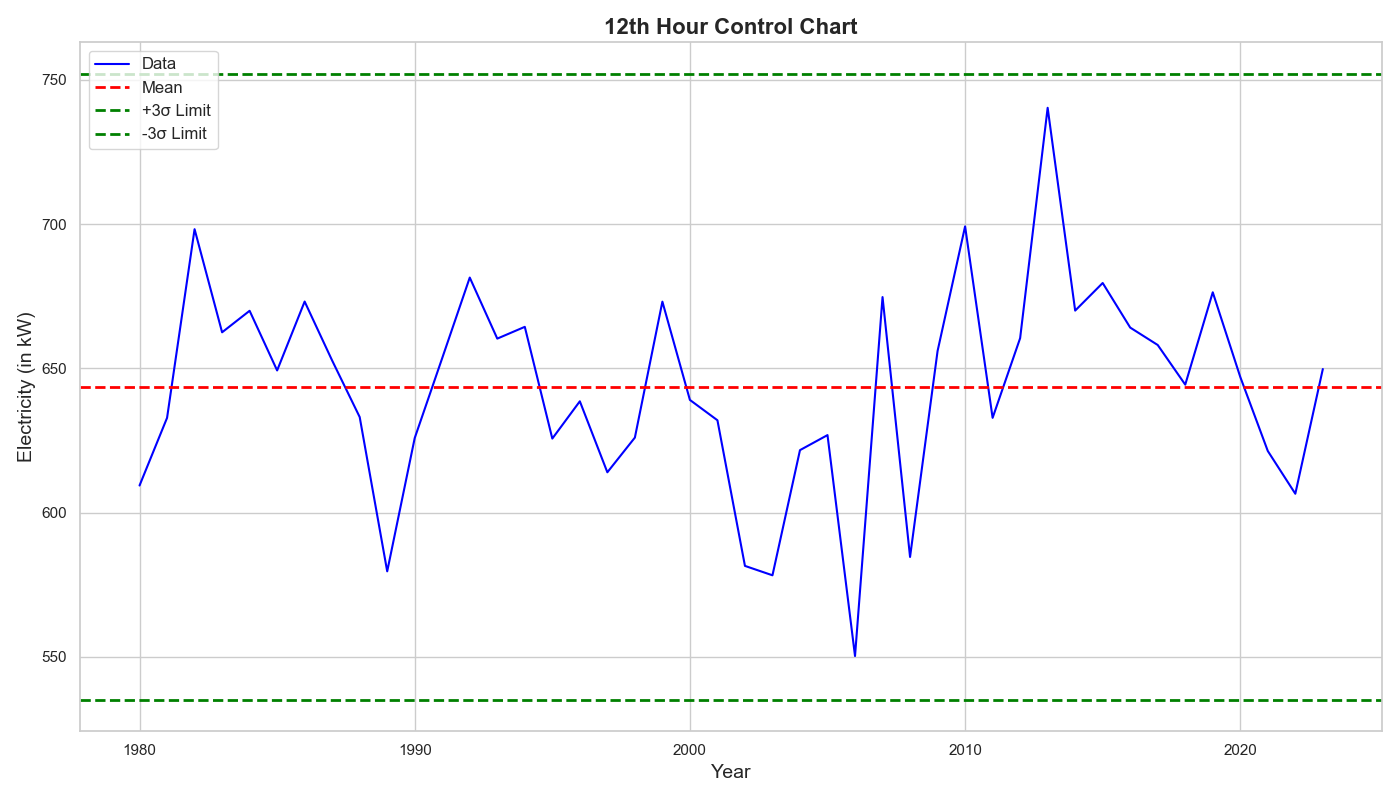 12th Hour Control Chart
Data
Mean
+3σ Limit
-3σ Limit
750
700
650
600
550
Electricity (in kW)
1980
1990
2000
2010
2020
Year